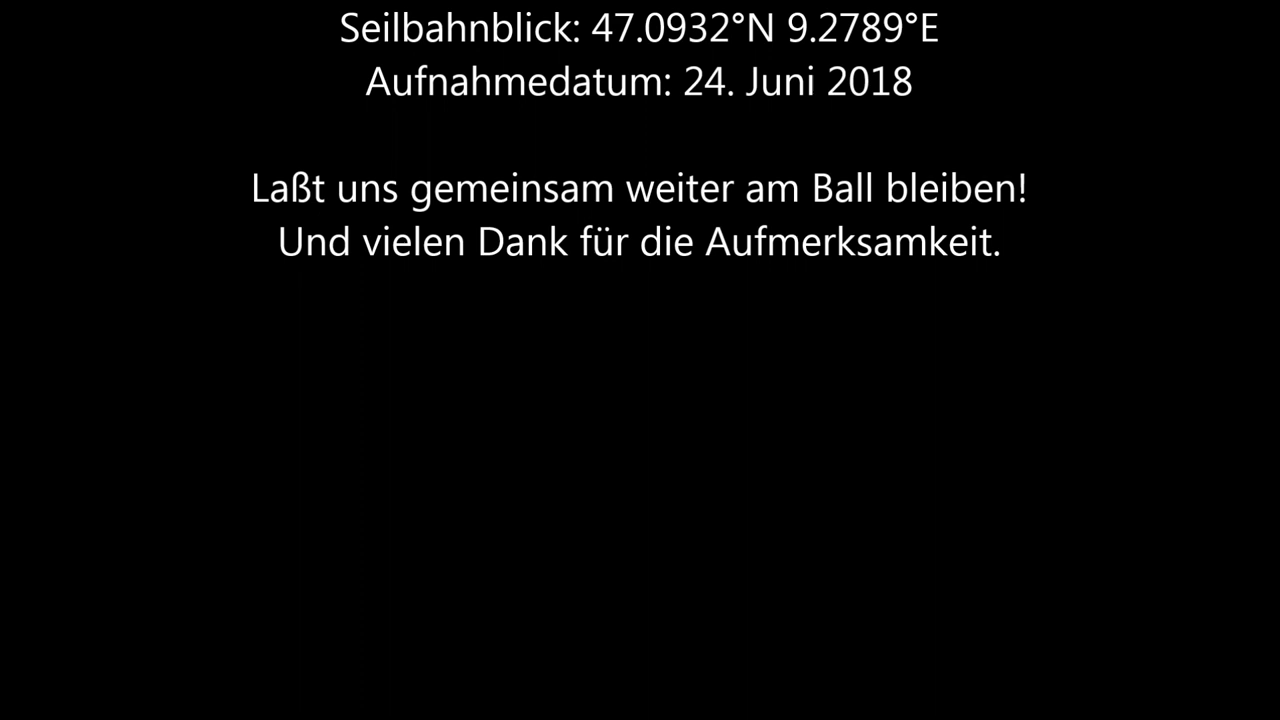 Seilbahnblick: 47.0932°N 9.2789°E
Aufnahmedatum: 24. Juni 2018
Laßt uns gemeinsam weiter am Ball bleiben!
Und vielen Dank für die Aufmerksamkeit.